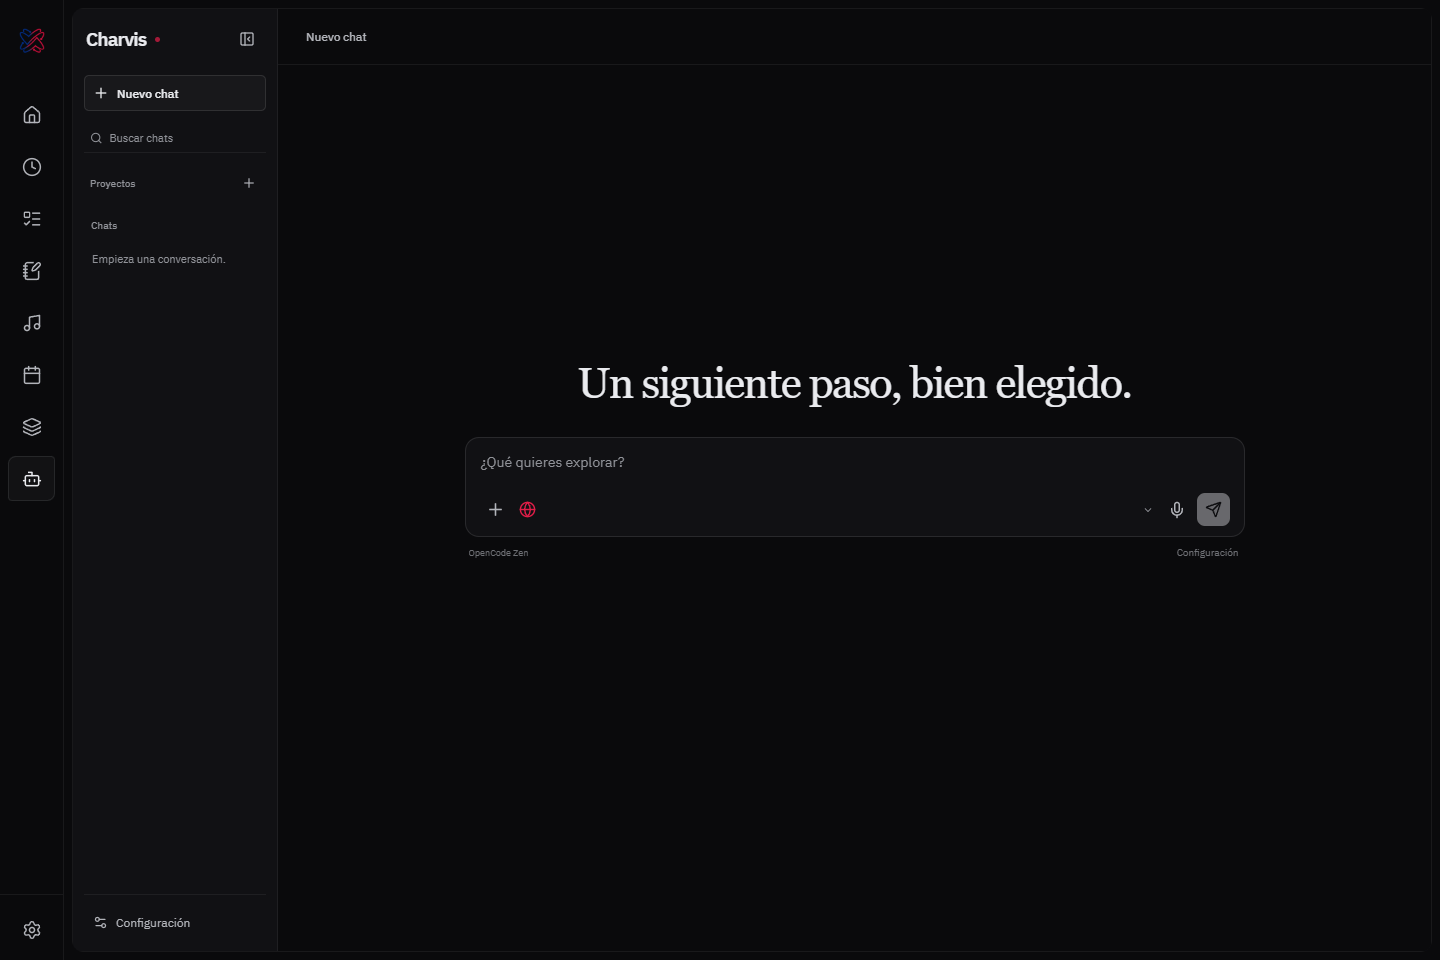 Charvis
Nuevo chat
Buscar chats
Proyectos
Chats
Empieza una conversación.
Configuración
Nuevo chat
Un siguiente paso, bien elegido.
¿Qué quieres explorar?
OpenCode Zen
Configuración